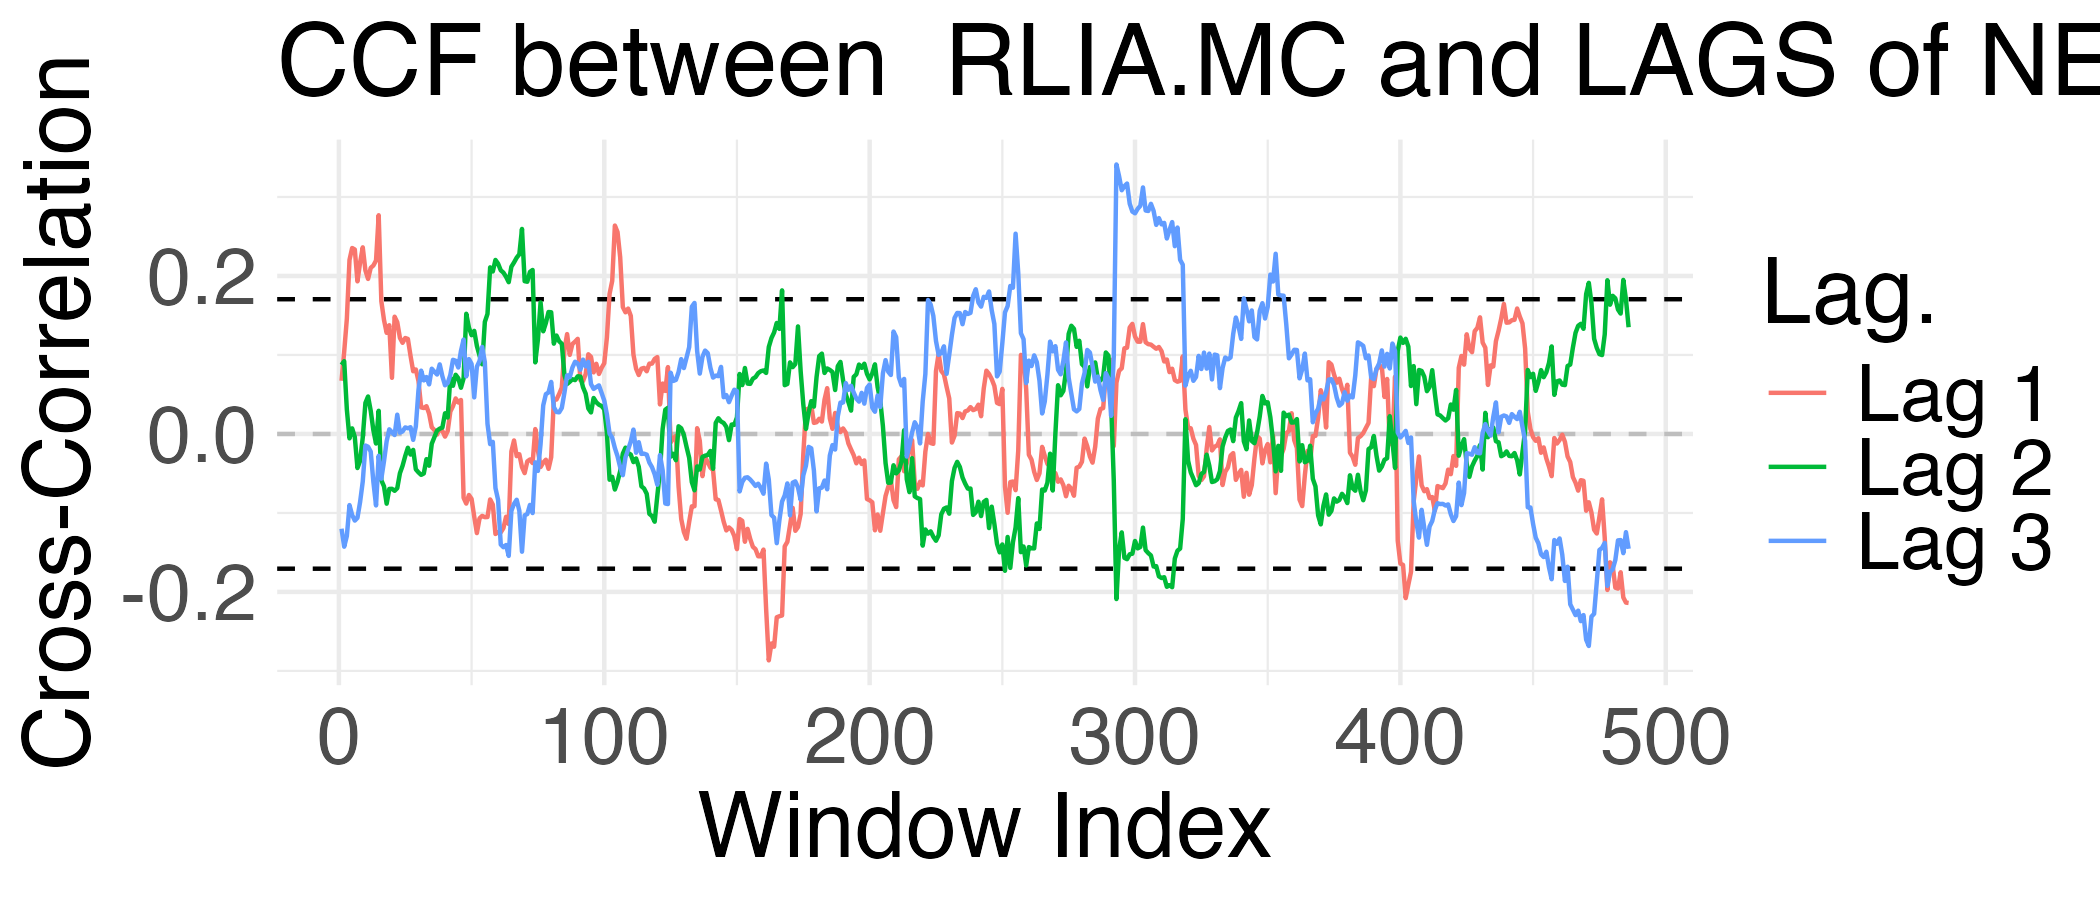 CCF between RLIA.MC and LAGS of NE
Cross-Correlation
0.2
0.0
-0.2
0 100 200 300 400 500
Window Index
Lag.
Lag 1
Lag 2
Lag 3